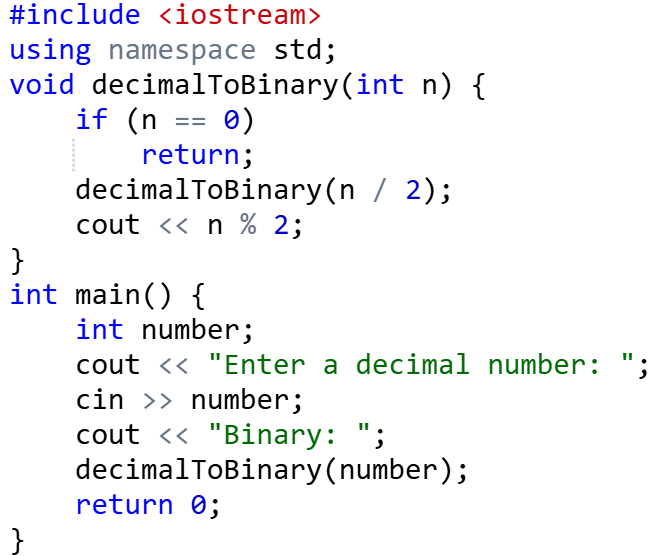 #include <iostream>
using namespace std;
void decimalToBinary(int n) {
    if (n == 0)
        return;
    decimalToBinary(n / 2);
    cout << n % 2;
}
int main() {
    int number;
    cout << "Enter a decimal number: ";
    cin >> number;
    cout << "Binary: ";
    decimalToBinary(number);
    return 0;
}